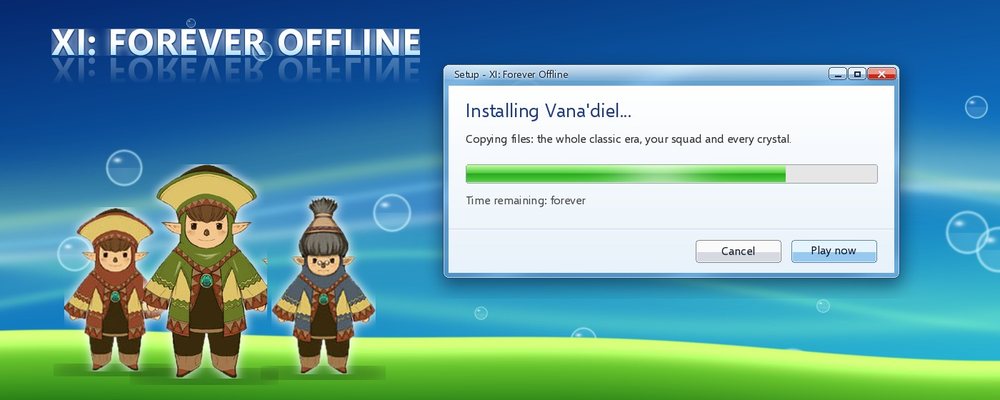 XI: FOREVER OFFLINE
Setup - XI: Forever Offline
Installing Vana'diel...
Copying files: the whole classic era, your squad and every crystal.
Time remaining: forever
Cancel
Play now